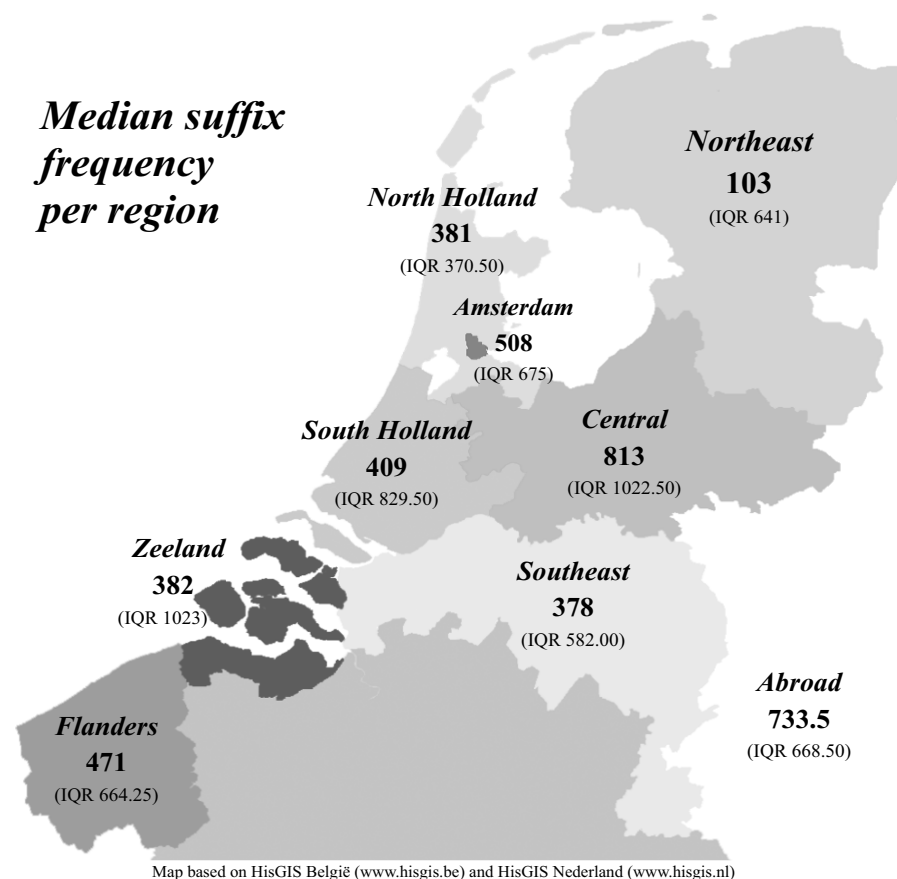 Median suffix
frequency
per region
Northeast
103
(IQR 641)
North Holland
381
(IQR 370.50)
Amsterdam
508
(IQR 675)
Central
813
(IQR 1022.50)
South Holland
409
(IQR 829.50)
Zeeland
382
(IQR 1023)
Southeast
378
(IQR 582.00)
Abroad
733.5
(IQR 668.50)
Flanders
471
(IQR 664.25)
Map based on HisGIS België (www.hisgis.be) and HisGIS Nederland (www.hisgis.nl)